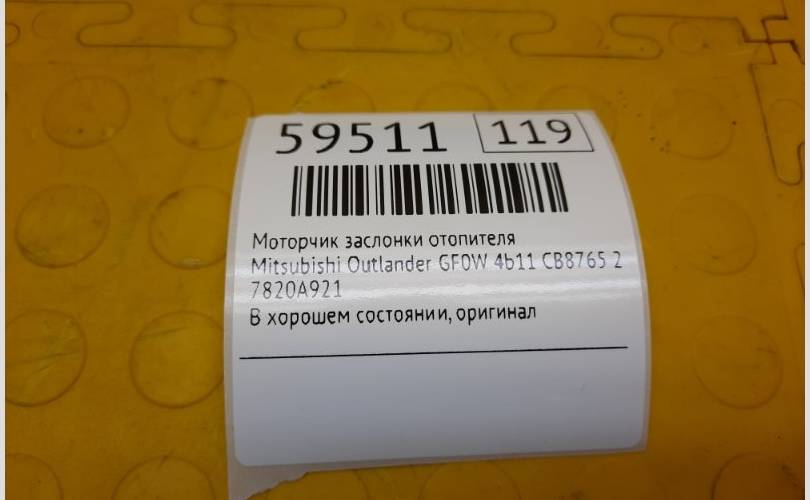 59511 119
Моторчик заслонки отопителя
Mitsubishi Outlander GF0W 4b11 CB8765 2
7820A921
В хорошем состоянии, оригинал